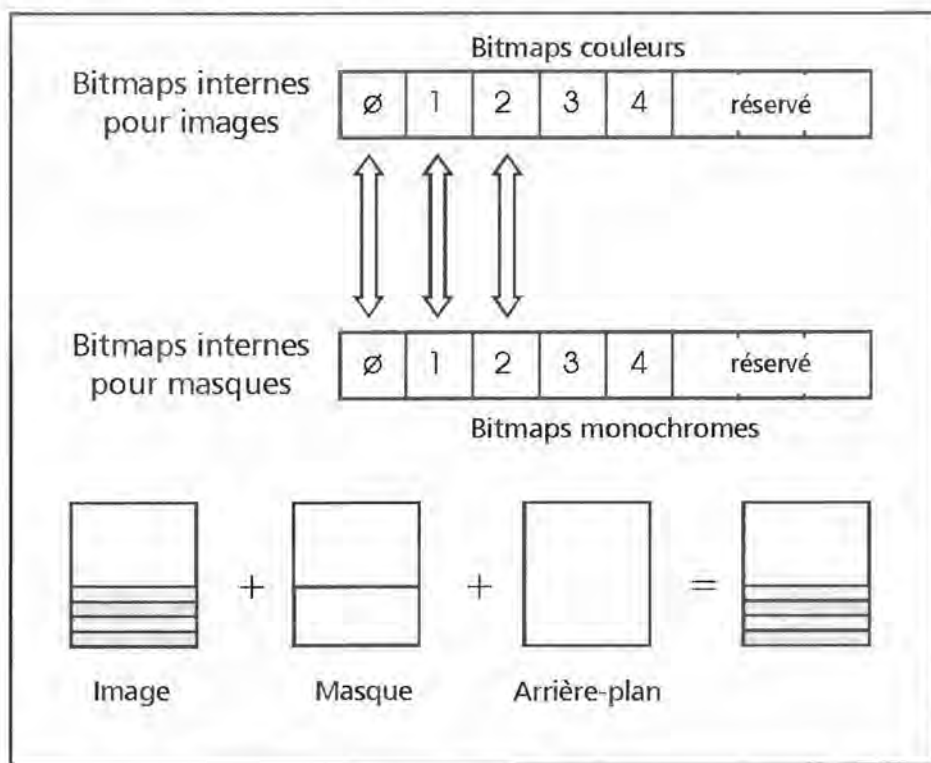 Bitmaps couleurs
Bitmaps internes
pour images
ø 1 2 3 4 réservé
Bitmaps internes
pour masques
ø 1 2 3 4 réservé
Bitmaps monochromes
+ + =
Image Masque Arrière-plan